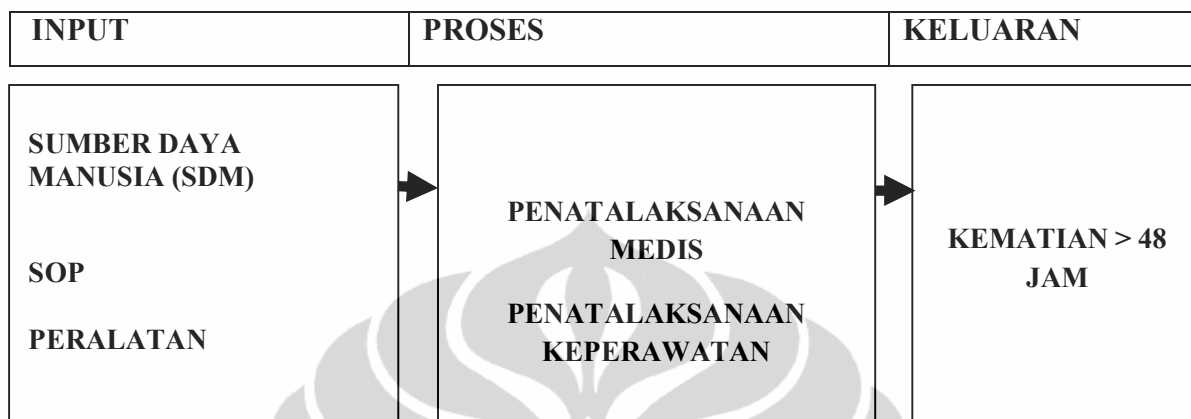 INPUT
PROSES
KELUARAN
SUMBER DAYA
MANUSIA (SDM)
SOP
PERALATAN
PENATALAKSANAAN
MEDIS
PENATALAKSANAAN
KEPERAWATAN
KEMATIAN > 48
JAM